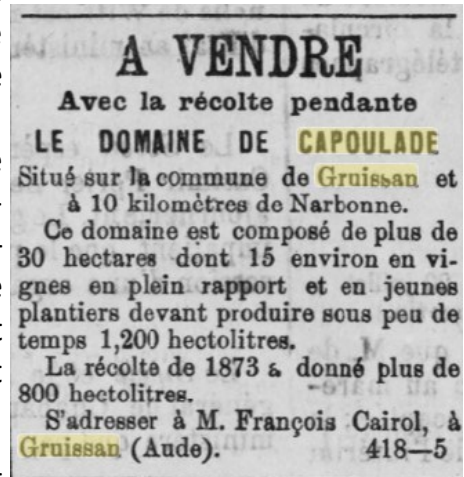 A VENDRE
Avec la récolte pendante
LE DOMAINE DE CAPOULADE
Situé sur la commune de Gruissan et
à 10 kilomètres de Narbonne.
Ce domaine est composé de plus de
30 hectares dont 15 environ en vi-
gnes en plein rapport et en jeunes
plantiers devant produire sous peu de
temps 1,200 hectolitres.
La récolte de 1873 a donné plus de
800 hectolitres.
S'adresser à M. François Cairol, à
Gruissan (Aude). 418—5